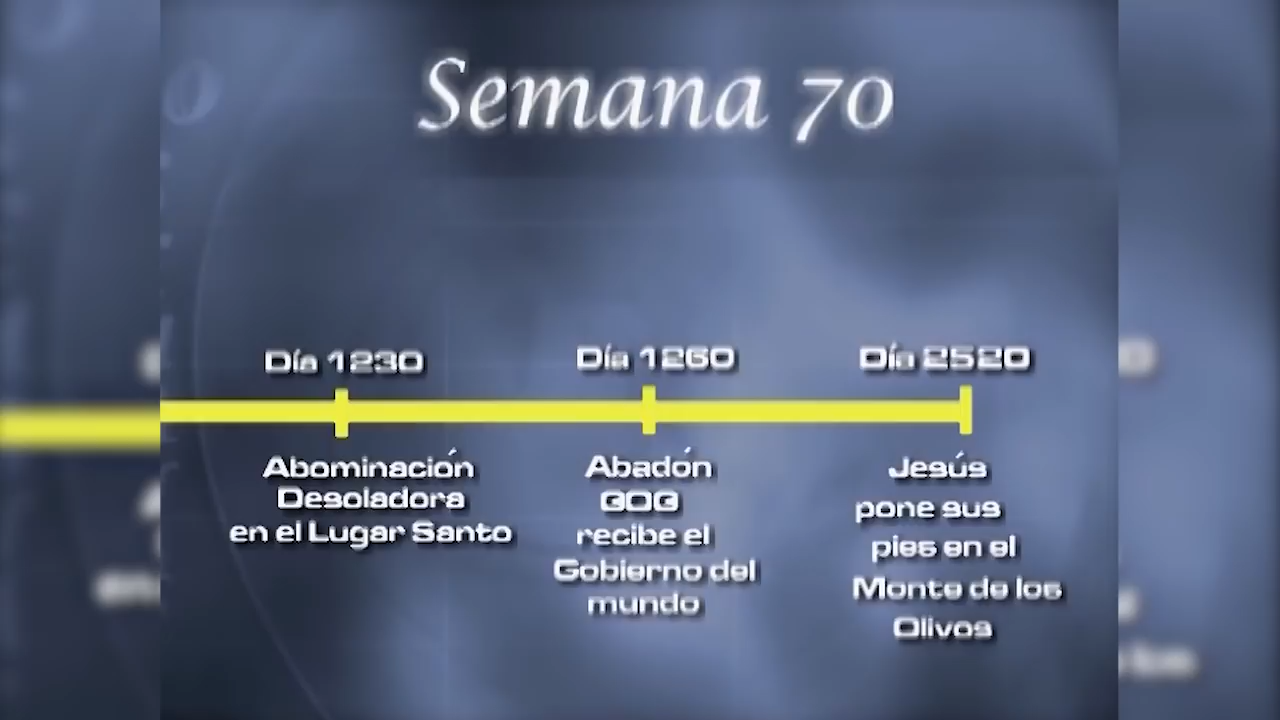 Semana 70
Día 1230
Día 1260
Día 2520
Abominación
Desoladora
en el Lugar Santo
Abadón
GOG
recibe el
Gobierno del
mundo
Jesús
pone sus
pies en el
Monte de los
Olivos